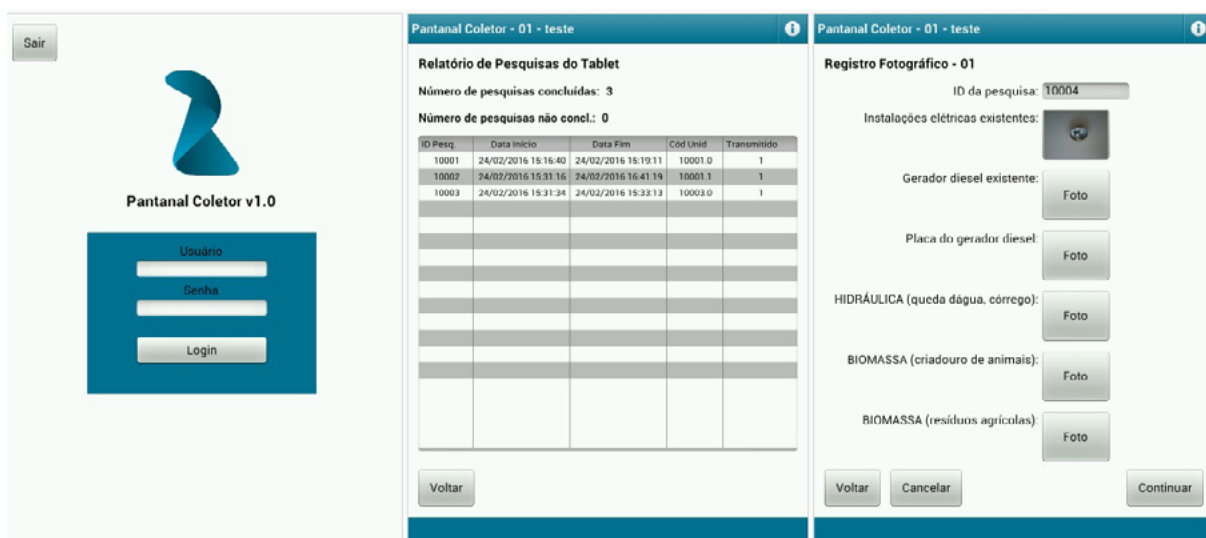 Sair
Pantanal Coletor v1.0
Usuário
Senha
Login
Pantanal Coletor - 01 - teste
Relatório de Pesquisas do Tablet
Número de pesquisas concluídas: 3
Número de pesquisas não concl.: 0
ID Pesq. Data Início Data Fim Cód Unid Transmitido
10001 24/02/2016 15:16:40 24/02/2016 15:19:11 10001.0 1
10002 24/02/2016 15:31:16 24/02/2016 16:41:19 10001.1 1
10003 24/02/2016 15:31:34 24/02/2016 15:33:13 10003.0 1
Voltar
Pantanal Coletor - 01 - teste
Registro Fotográfico - 01
ID da pesquisa: 10004
Instalações elétricas existentes:
Gerador diesel existente: Foto
Placa do gerador diesel: Foto
HIDRÁULICA (queda dágua, córrego): Foto
BIOMASSA (criadouro de animais): Foto
BIOMASSA (resíduos agrícolas): Foto
Voltar Cancelar Continuar